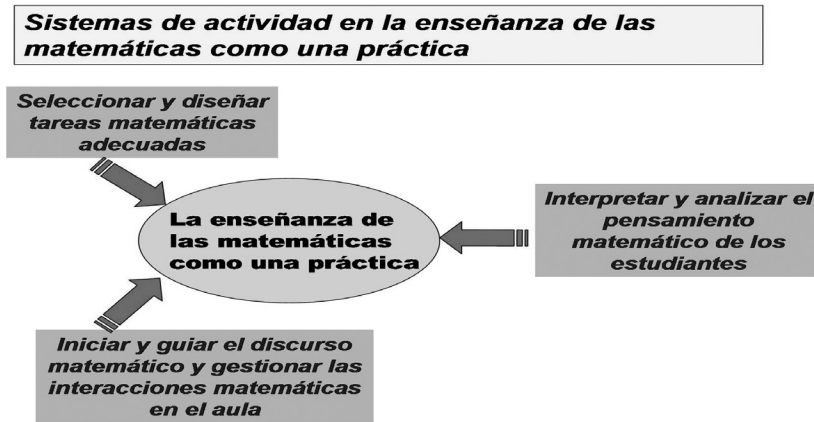 Sistemas de actividad en la enseñanza de las
matemáticas como una práctica
Seleccionar y diseñar
tareas matemáticas
adecuadas
La enseñanza de
las matemáticas
como una práctica
Interpretar y analizar el
pensamiento
matemático de los
estudiantes
Iniciar y guiar el discurso
matemático y gestionar las
interacciones matemáticas
en el aula